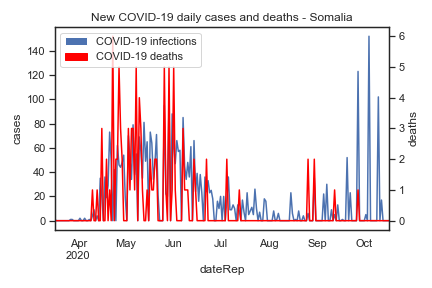 New COVID-19 daily cases and deaths - Somalia
COVID-19 infections
COVID-19 deaths
cases
140
120
100
80
60
40
20
0
deaths
6
5
4
3
2
1
0
Apr May Jun Jul Aug Sep Oct
2020
dateRep